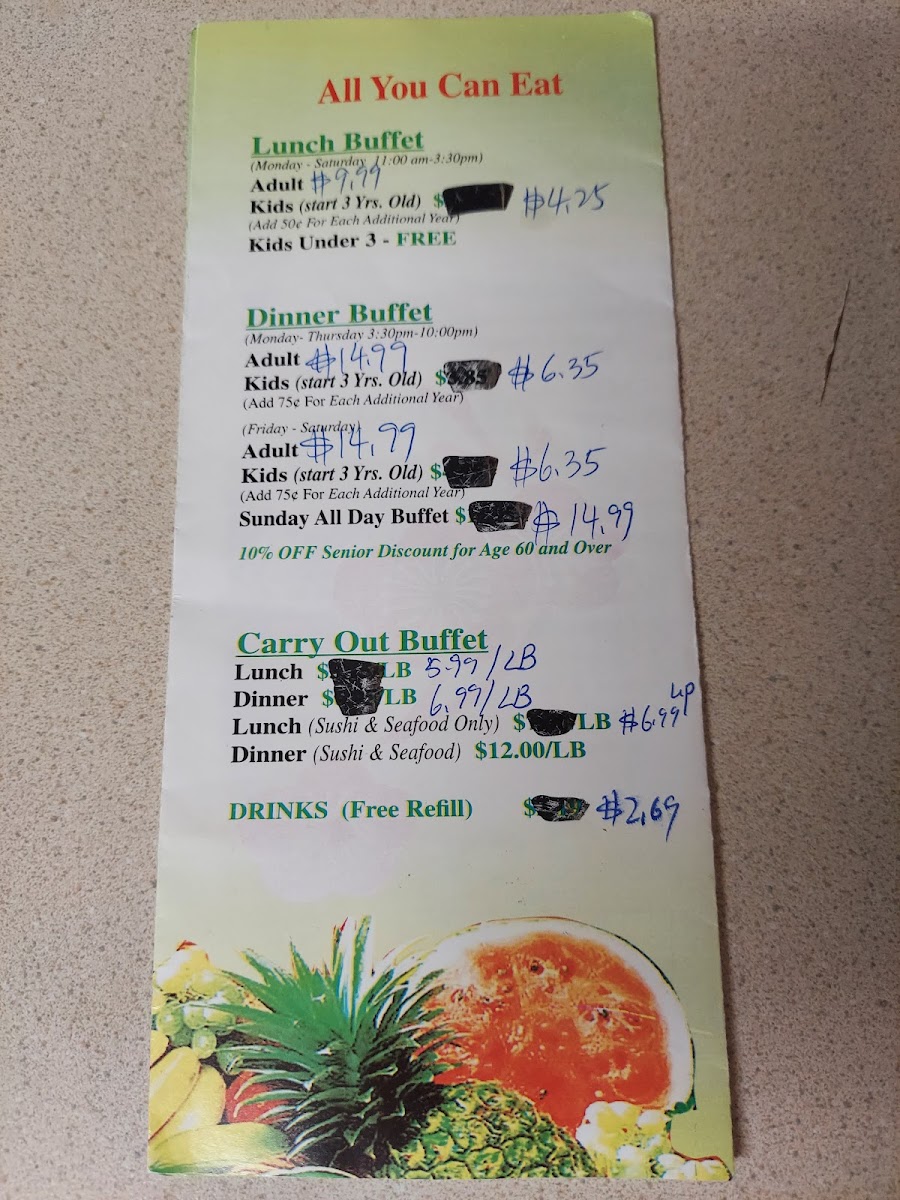 All You Can Eat
Lunch Buffet
(Monday - Saturday 11:00 am-3:30pm)
Adult $9.99
Kids (start 3 Yrs. Old) $ $4.25
(Add 50¢ For Each Additional Year)
Kids Under 3 - FREE
Dinner Buffet
(Monday- Thursday 3:30pm-10:00pm)
Adult $14.99
Kids (start 3 Yrs. Old) $ $6.35
(Add 75¢ For Each Additional Year)
(Friday - Saturday)
Adult $14,99
Kids (start 3 Yrs. Old) $ $6.35
(Add 75¢ For Each Additional Year)
Sunday All Day Buffet $ $14,99
10% OFF Senior Discount for Age 60 and Over
Carry Out Buffet
Lunch $ /LB 5.99/LB
Dinner $ /LB 6.99/LB
Lunch (Sushi & Seafood Only) $ /LB $6.99 up
Dinner (Sushi & Seafood) $12.00/LB
DRINKS (Free Refill) $ $2.69